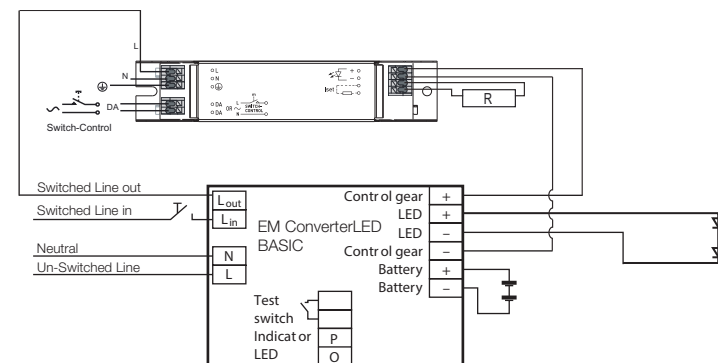 L
N
DA
Switch-Control
L
N
DA
DA
OR
L
N
SWITCH-
CONTROL
+
−
Iset
R
Switched Line out
Switched Line in
Neutral
Un-Switched Line
Lout
Lin
N
L
EM ConverterLED
BASIC
Control gear +
LED +
LED −
Control gear −
Battery +
Battery −
Test
switch
Indicator P
LED O